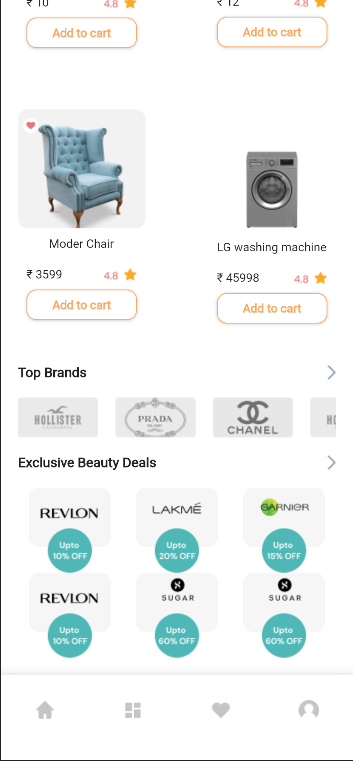 ₹ 10 4.8 ₹ 12 4.8
Add to cart Add to cart
Moder Chair LG washing machine
₹ 3599 4.8 ₹ 45998 4.8
Add to cart Add to cart
Top Brands
HOLLISTER PRADA CHANEL HO
CALIFORNIA MILANO
Exclusive Beauty Deals
REVLON LAKMÉ GARNIER
Upto Upto Upto
10% OFF 20% OFF 15% OFF
REVLON SUGAR SUGAR
Upto Upto Upto
10% OFF 60% OFF 60% OFF